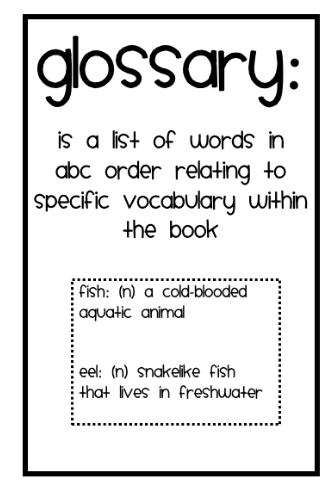 glossary:
is a list of words in
abc order relating to
specific vocabulary within
the book
fish: (n) a cold-blooded
aquatic animal
eel: (n) snakelike fish
that lives in freshwater